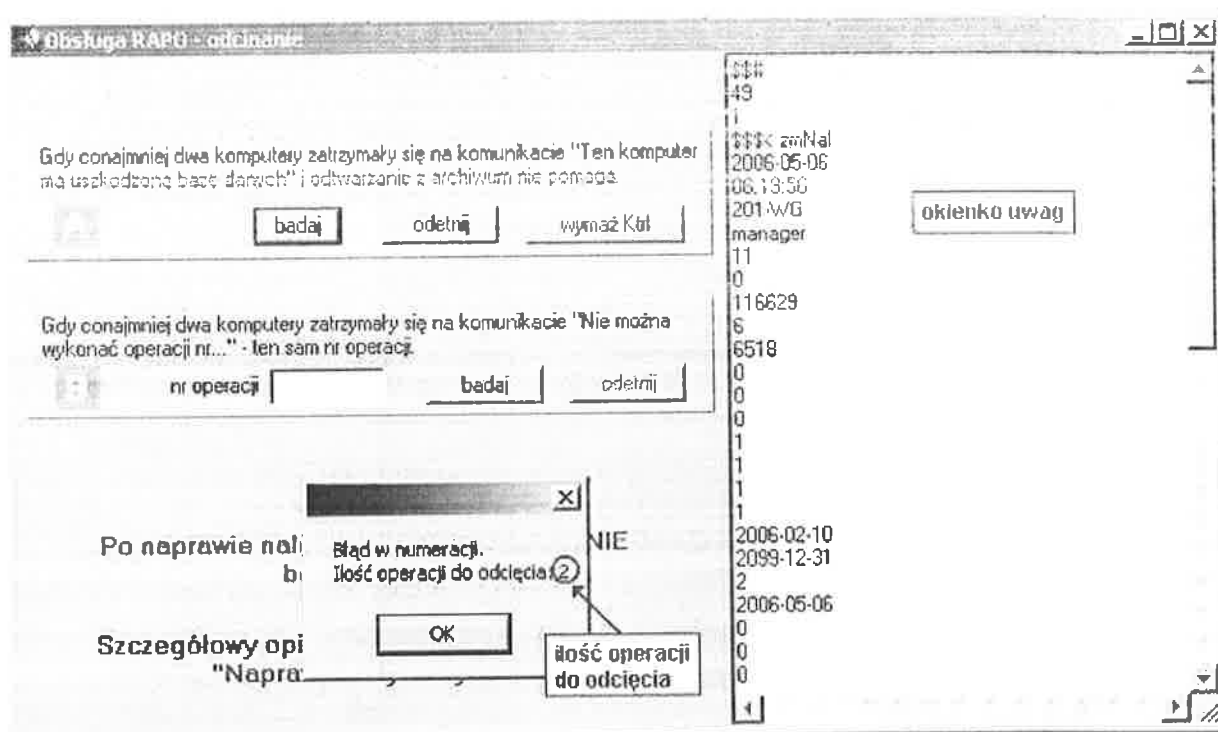 Obsługa RAPO - odcinanie
Gdy conajmniej dwa komputery zatrzymały się na komunikacie "Ten komputer
ma uszkodzoną bazę danych" i odtwarzanie z archiwum nie pomaga.
badaj
odetnij
wymaż Ktrl
Gdy conajmniej dwa komputery zatrzymały się na komunikacie "Nie można
wykonać operacji nr..." - ten sam nr operacji.
nr operacji
badaj
odetnij
Po naprawie nal
NIE
b
Błąd w numeracji.
Ilość operacji do odcięcia: 2
OK
ilość operacji
do odcięcia
Szczegółowy opi
"Napra
$$#
49
i
$$$< zmNal
2006-05-06
06:19:56
201-WG
manager
11
0
116629
6
6518
0
0
0
1
1
1
1
2006-02-10
2099-12-31
2
2006-05-06
0
0
0
okienko uwag